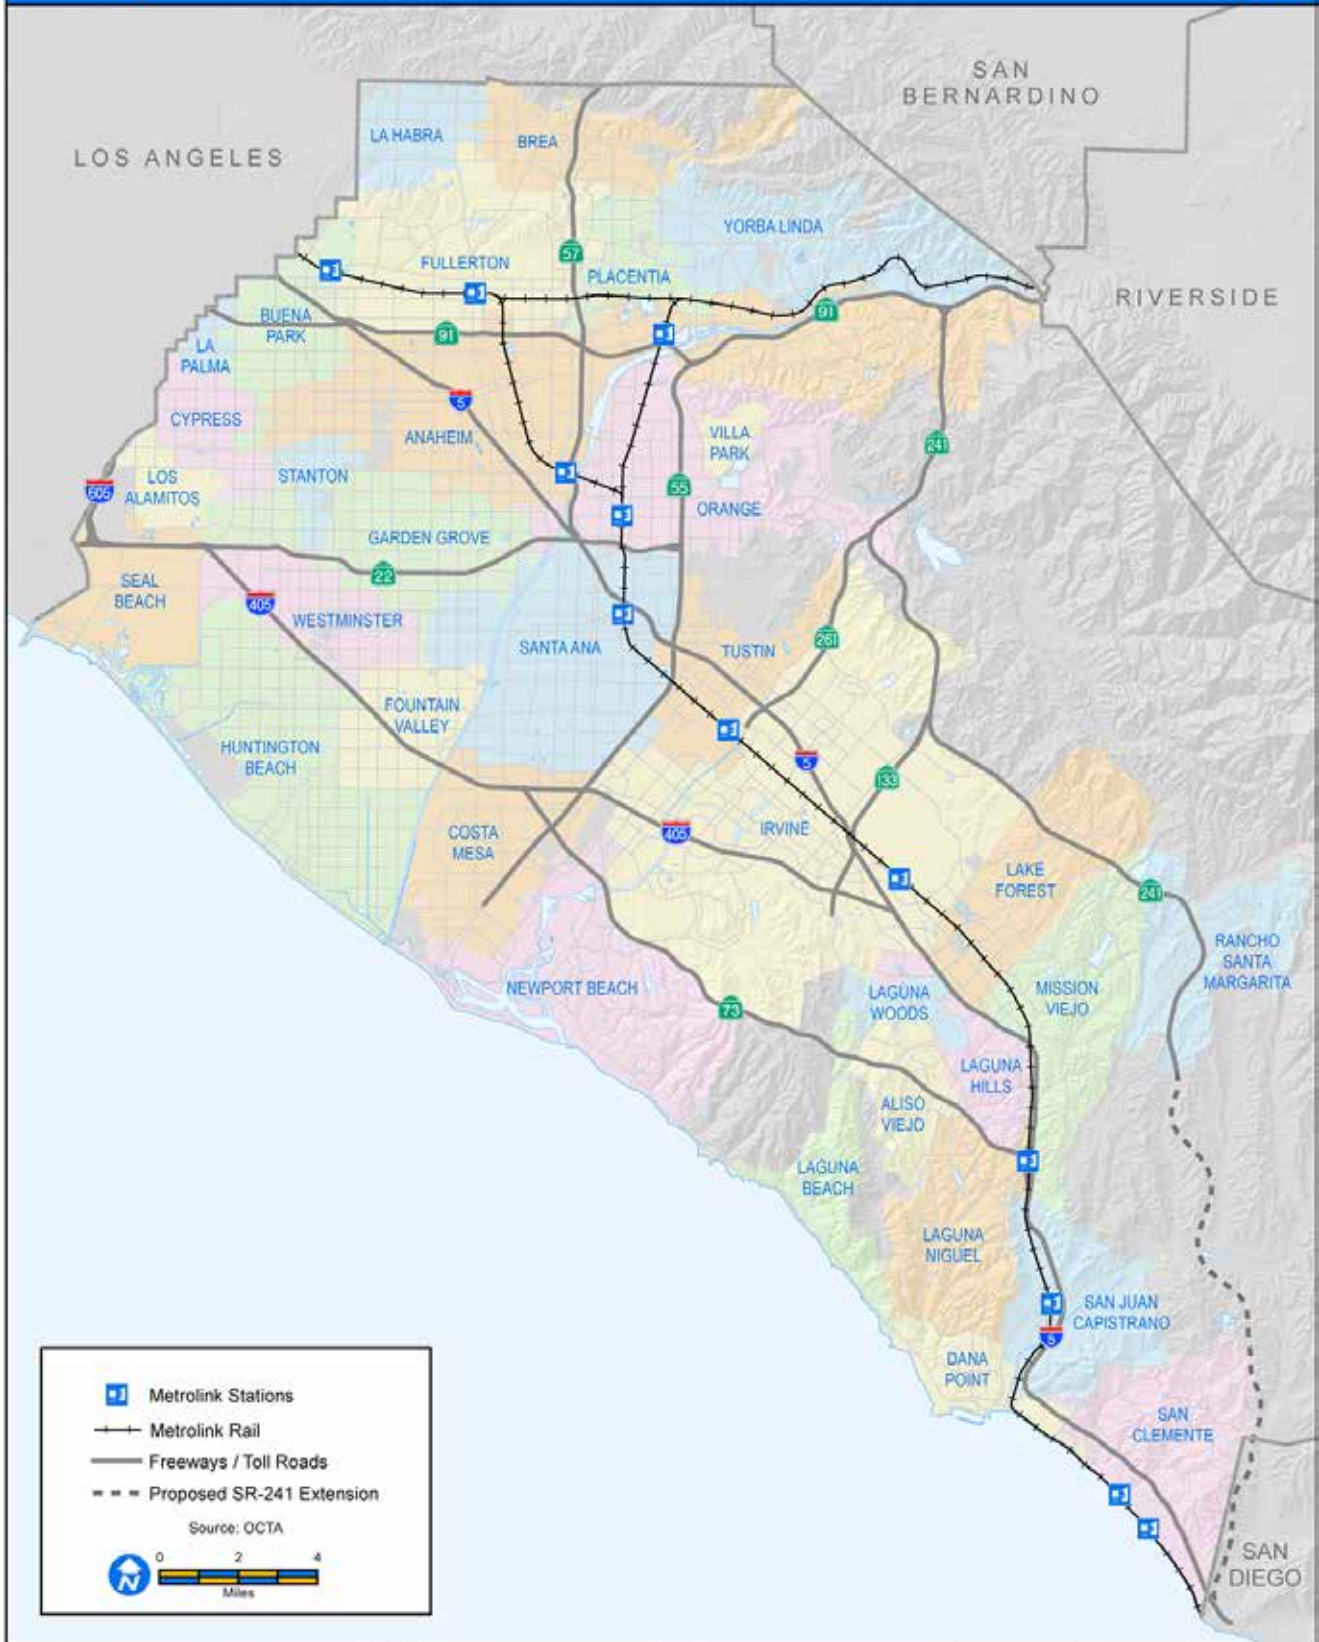 SAN
BERNARDINO
LOS ANGELES
LA HABRA
BREA
YORBA LINDA
57
FULLERTON
PLACENTIA
RIVERSIDE
91
BUENA
PARK
91
LA
PALMA
5
CYPRESS
ANAHEIM
VILLA
PARK
241
LOS
ALAMITOS
STANTON
605
55
ORANGE
GARDEN GROVE
22
SEAL
BEACH
405
WESTMINSTER
SANTA ANA
TUSTIN
261
FOUNTAIN
VALLEY
HUNTINGTON
BEACH
5
133
COSTA
MESA
405
IRVINE
LAKE
FOREST
241
RANCHO
SANTA
MARGARITA
NEWPORT BEACH
73
LAGUNA
WOODS
MISSION
VIEJO
LAGUNA
HILLS
ALISO
VIEJO
LAGUNA
BEACH
LAGUNA
NIGUEL
SAN JUAN
CAPISTRANO
5
DANA
POINT
SAN
CLEMENTE
SAN
DIEGO
Metrolink Stations
Metrolink Rail
Freeways / Toll Roads
Proposed SR-241 Extension
Source: OCTA
N
0 2 4
Miles